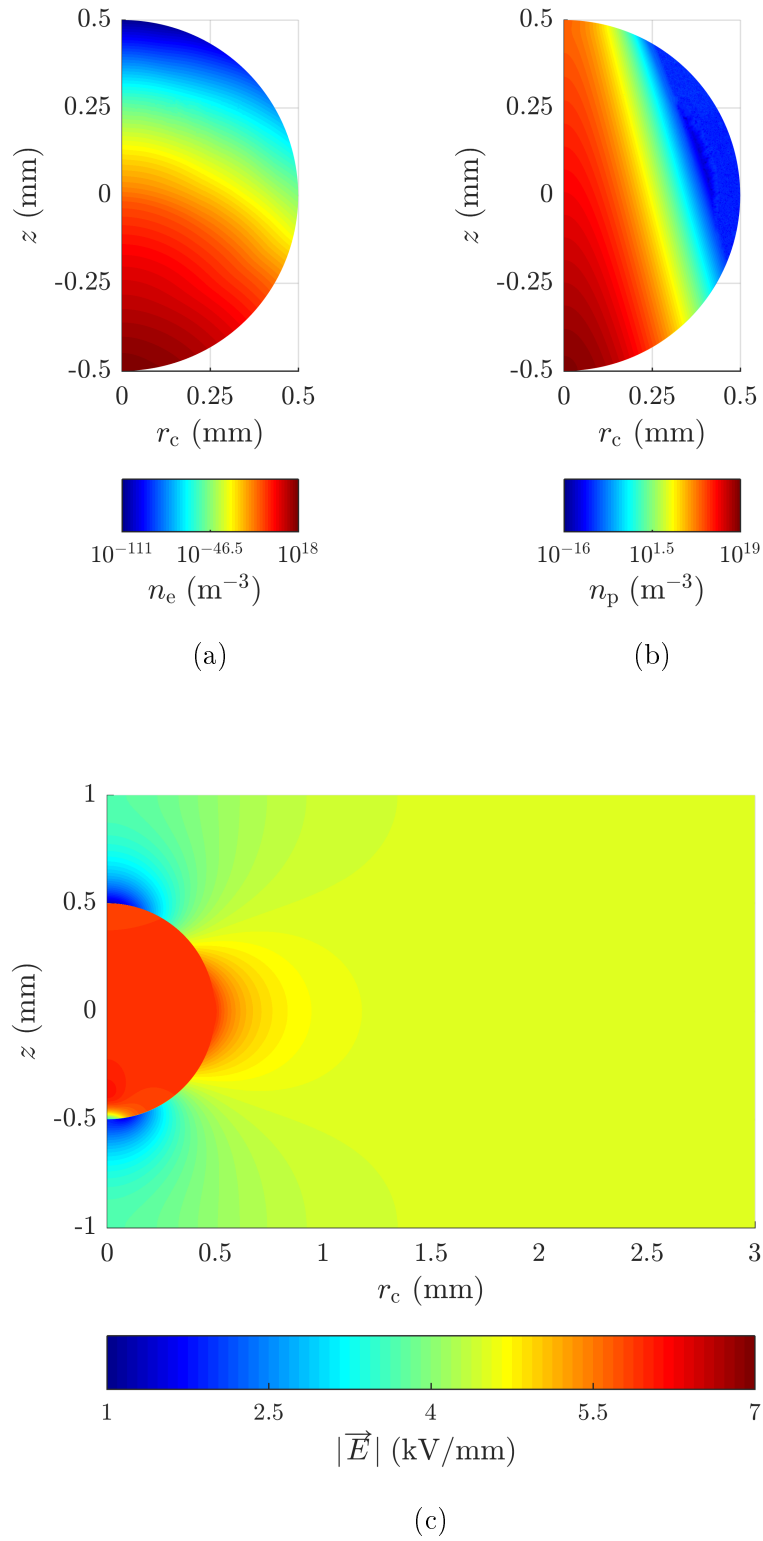 0.5
0.25
0
-0.25
-0.5
z (mm)
0 0.25 0.5
r_c (mm)
10^−111 10^−46.5 10^18
n_e (m^−3)
(a)
0.5
0.25
0
-0.25
-0.5
z (mm)
0 0.25 0.5
r_c (mm)
10^−16 10^1.5 10^19
n_p (m^−3)
(b)
1
0.5
0
-0.5
-1
z (mm)
0 0.5 1 1.5 2 2.5 3
r_c (mm)
1 2.5 4 5.5 7
|E⃗| (kV/mm)
(c)